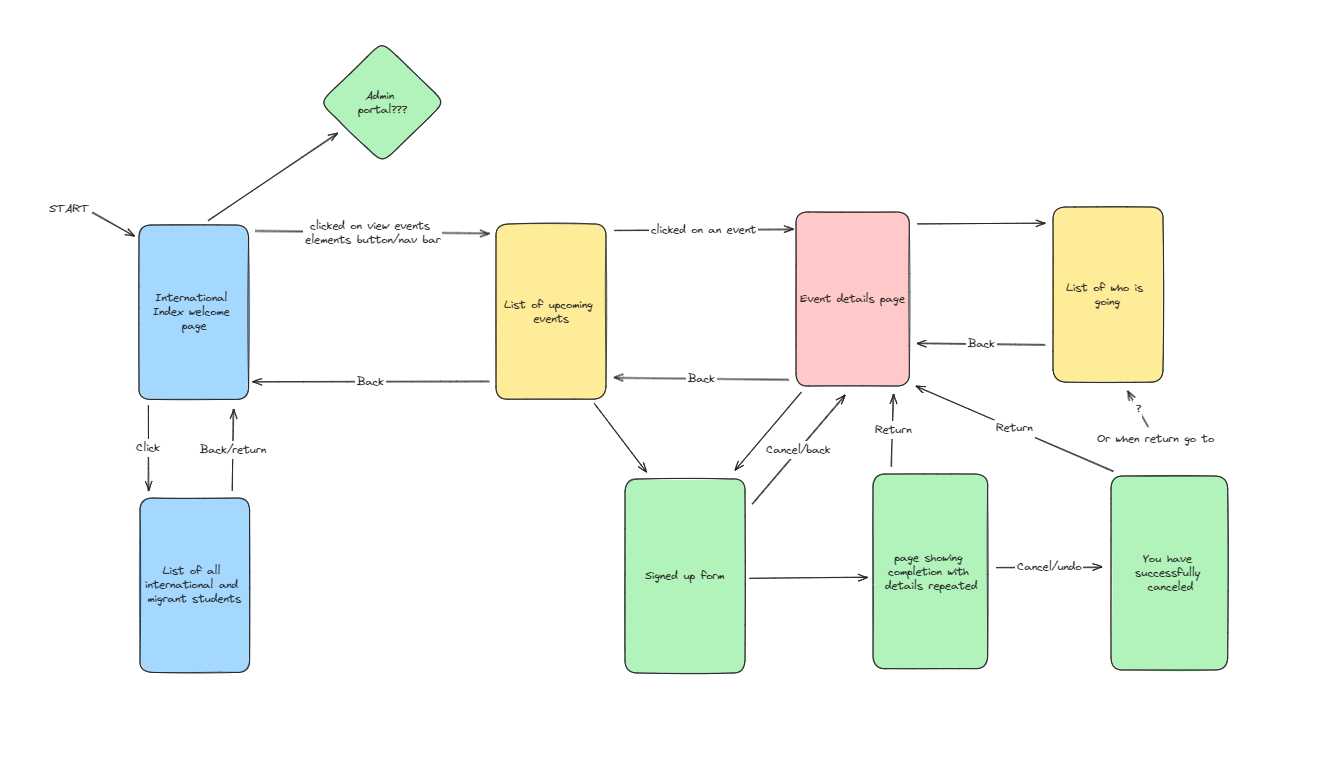 Admin
portal???
START
clicked on view events
elements button/nav bar
clicked on an event
International
Index welcome
page
List of upcoming
events
Event details page
List of who is
going
Back
Back
Back
Click
Back/return
Cancel/back
Return
Return
?
Or when return go to
List of all
international and
migrant students
Signed up form
page showing
completion with
details repeated
Cancel/undo
You have
successfully
canceled